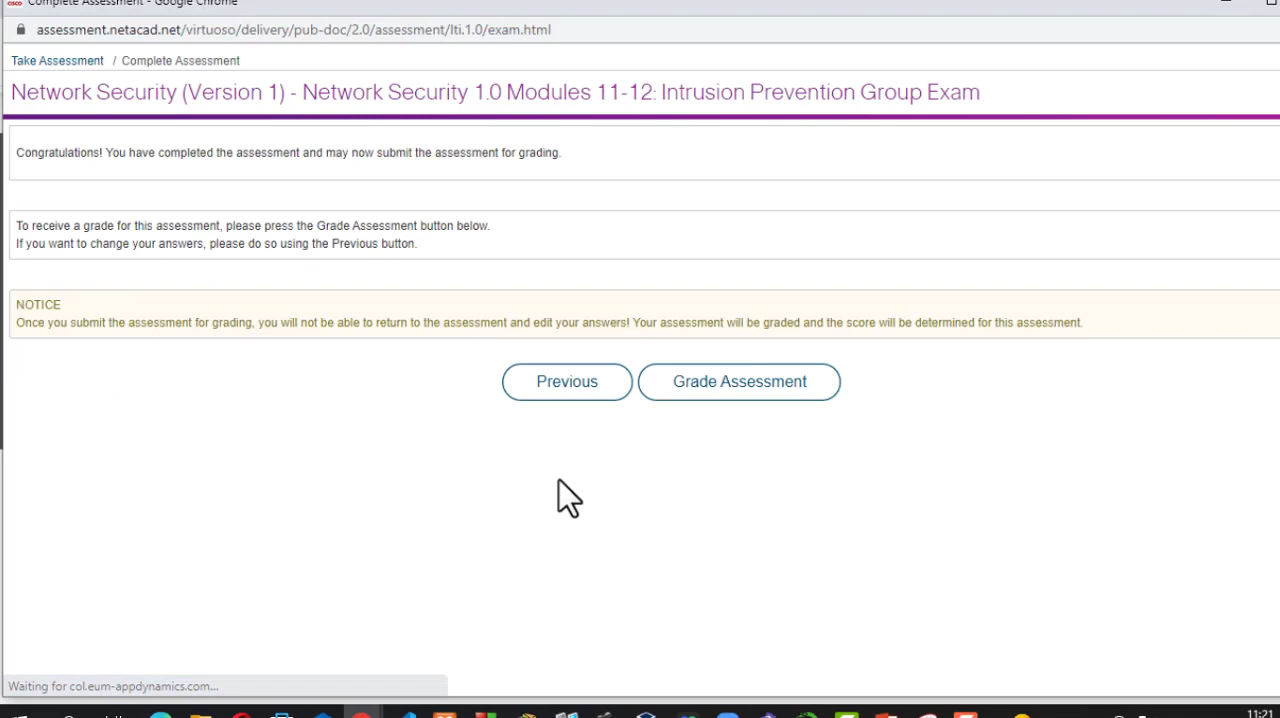 Complete Assessment - Google Chrome
assessment.netacad.net/virtuoso/delivery/pub-doc/2.0/assessment/lti.1.0/exam.html
Take Assessment / Complete Assessment
Network Security (Version 1) - Network Security 1.0 Modules 11-12: Intrusion Prevention Group Exam
Congratulations! You have completed the assessment and may now submit the assessment for grading.
To receive a grade for this assessment, please press the Grade Assessment button below.
If you want to change your answers, please do so using the Previous button.
NOTICE
Once you submit the assessment for grading, you will not be able to return to the assessment and edit your answers! Your assessment will be graded and the score will be determined for this assessment.
Previous Grade Assessment
Waiting for col.eum-appdynamics.com...
11:21